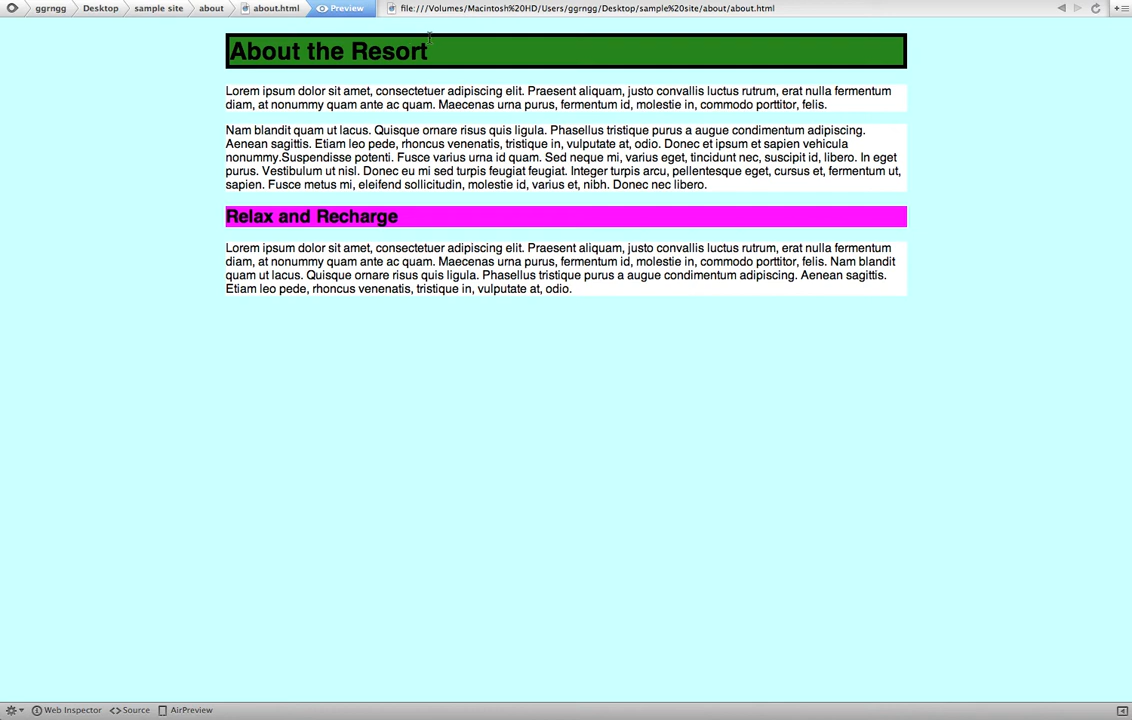 ggrngg Desktop sample site about about.html Preview file:///Volumes/Macintosh%20HD/Users/ggrngg/Desktop/sample%20site/about/about.html
About the Resort
Lorem ipsum dolor sit amet, consectetuer adipiscing elit. Praesent aliquam, justo convallis luctus rutrum, erat nulla fermentum
diam, at nonummy quam ante ac quam. Maecenas urna purus, fermentum id, molestie in, commodo porttitor, felis.
Nam blandit quam ut lacus. Quisque ornare risus quis ligula. Phasellus tristique purus a augue condimentum adipiscing.
Aenean sagittis. Etiam leo pede, rhoncus venenatis, tristique in, vulputate at, odio. Donec et ipsum et sapien vehicula
nonummy.Suspendisse potenti. Fusce varius urna id quam. Sed neque mi, varius eget, tincidunt nec, suscipit id, libero. In eget
purus. Vestibulum ut nisl. Donec eu mi sed turpis feugiat feugiat. Integer turpis arcu, pellentesque eget, cursus et, fermentum ut,
sapien. Fusce metus mi, eleifend sollicitudin, molestie id, varius et, nibh. Donec nec libero.
Relax and Recharge
Lorem ipsum dolor sit amet, consectetuer adipiscing elit. Praesent aliquam, justo convallis luctus rutrum, erat nulla fermentum
diam, at nonummy quam ante ac quam. Maecenas urna purus, fermentum id, molestie in, commodo porttitor, felis. Nam blandit
quam ut lacus. Quisque ornare risus quis ligula. Phasellus tristique purus a augue condimentum adipiscing. Aenean sagittis.
Etiam leo pede, rhoncus venenatis, tristique in, vulputate at, odio.
Web Inspector Source AirPreview